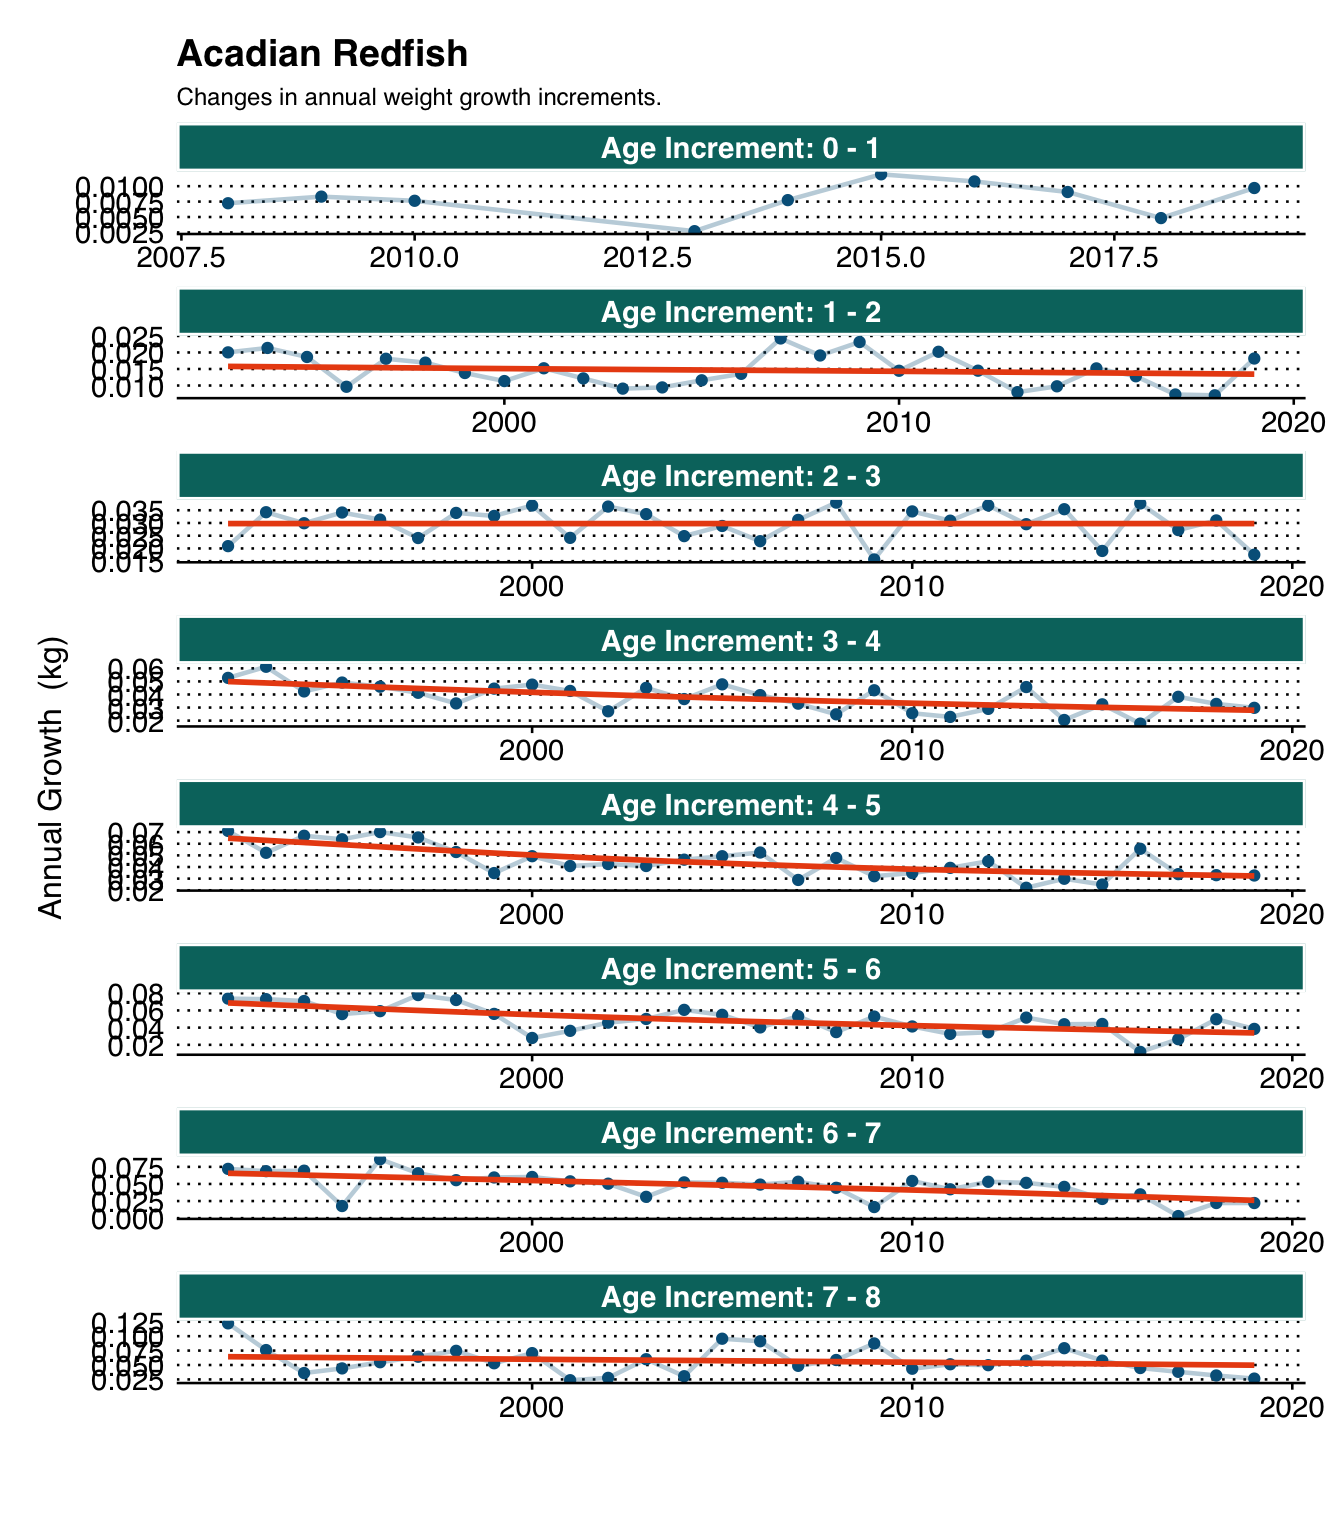 Acadian Redfish
Changes in annual weight growth increments.
Annual Growth (kg)
Age Increment: 0 - 1
0.0100
0.0075
0.0050
0.0025
2007.5 2010.0 2012.5 2015.0 2017.5
Age Increment: 1 - 2
0.025
0.020
0.015
0.010
2000 2010 2020
Age Increment: 2 - 3
0.035
0.030
0.025
0.020
0.015
2000 2010 2020
Age Increment: 3 - 4
0.06
0.05
0.04
0.03
0.02
2000 2010 2020
Age Increment: 4 - 5
0.07
0.06
0.05
0.04
0.03
0.02
2000 2010 2020
Age Increment: 5 - 6
0.08
0.06
0.04
0.02
2000 2010 2020
Age Increment: 6 - 7
0.075
0.050
0.025
0.000
2000 2010 2020
Age Increment: 7 - 8
0.125
0.100
0.075
0.050
0.025
2000 2010 2020